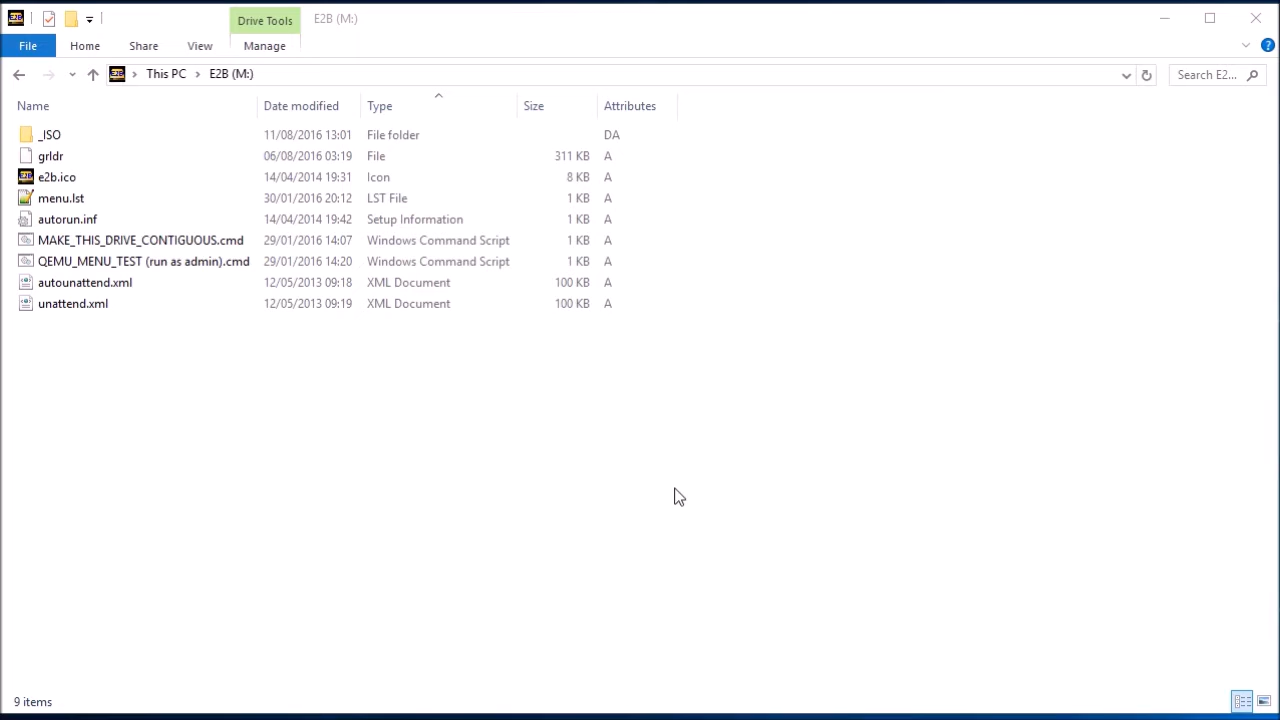 E2B Drive Tools E2B (M:)
File Home Share View Manage
This PC E2B (M:) Search E2...
Name Date modified Type Size Attributes
_ISO 11/08/2016 13:01 File folder DA
grldr 06/08/2016 03:19 File 311 KB A
e2b.ico 14/04/2014 19:31 Icon 8 KB A
menu.lst 30/01/2016 20:12 LST File 1 KB A
autorun.inf 14/04/2014 19:42 Setup Information 1 KB A
MAKE_THIS_DRIVE_CONTIGUOUS.cmd 29/01/2016 14:07 Windows Command Script 1 KB A
QEMU_MENU_TEST (run as admin).cmd 29/01/2016 14:20 Windows Command Script 1 KB A
autounattend.xml 12/05/2013 09:18 XML Document 100 KB A
unattend.xml 12/05/2013 09:19 XML Document 100 KB A
9 items